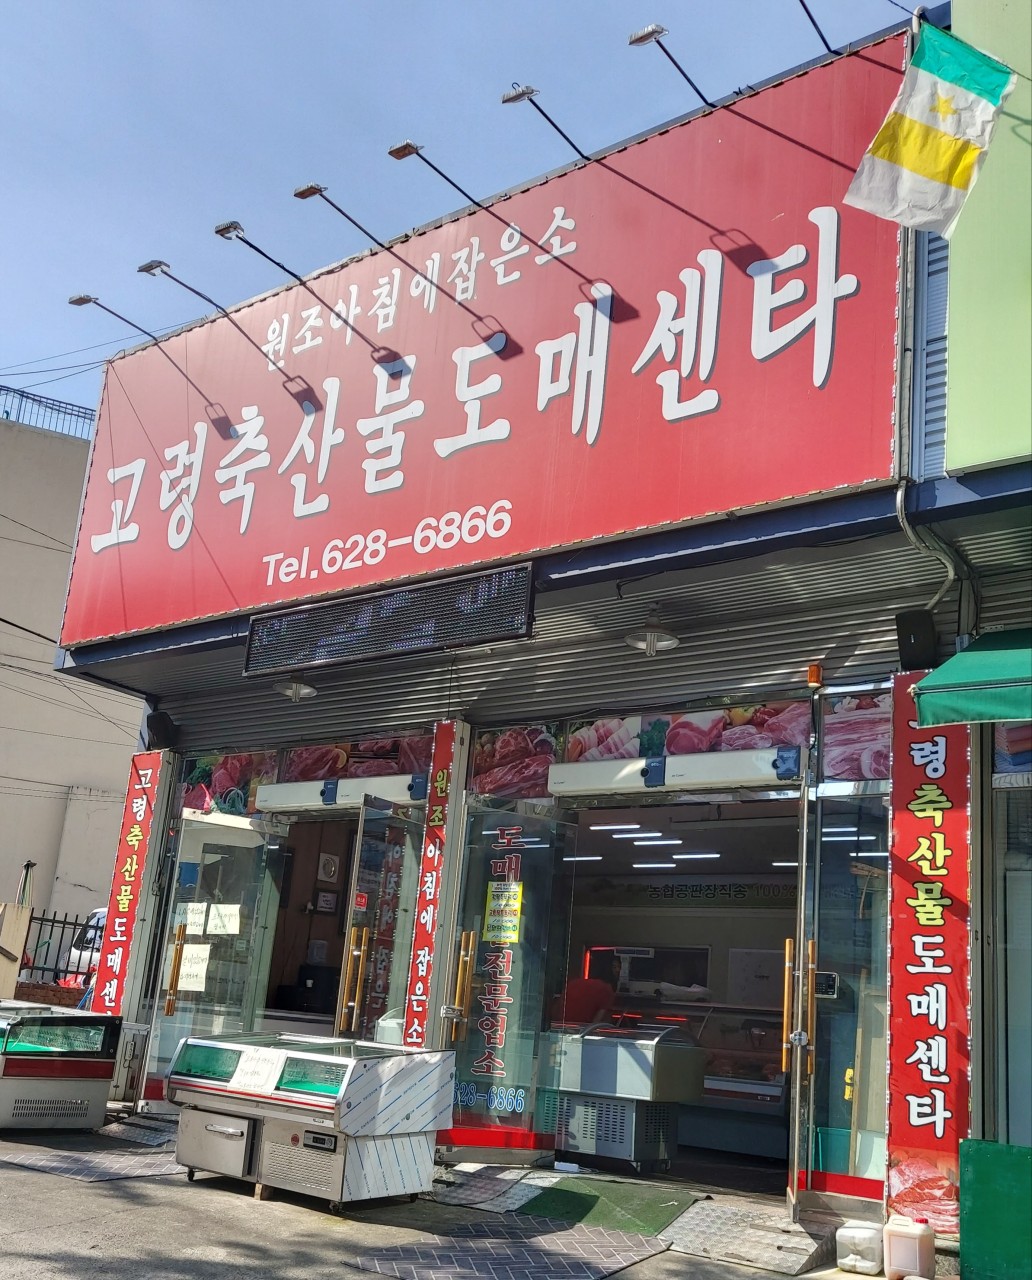 원조아침에잡은소
고령축산물도매센타
Tel.628-6866
고령축산물도매센
원조아침에잡은소
도매
전문업소
628-6866
농협공판장직송 100%
고령축산물도매센타